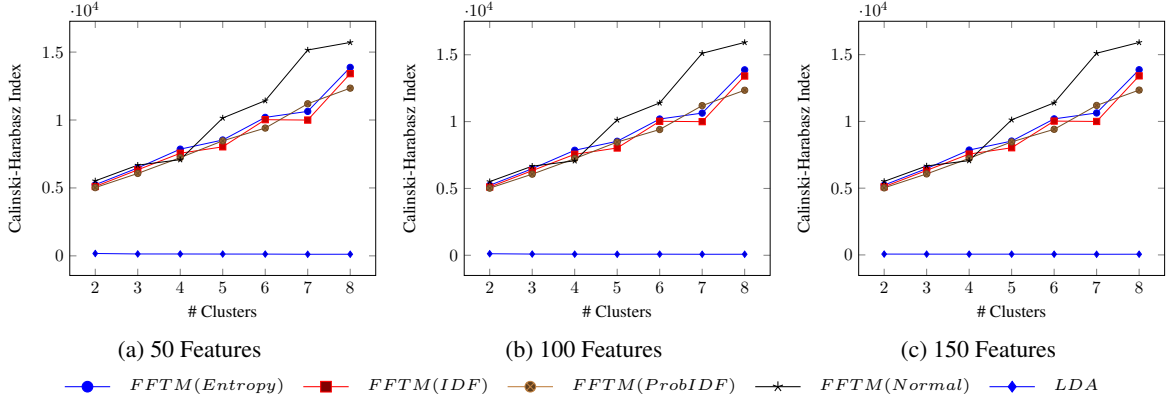 ·10⁴
1.5
1
0.5
0
2 3 4 5 6 7 8
Calinski-Harabasz Index
# Clusters
(a) 50 Features
·10⁴
1.5
1
0.5
0
2 3 4 5 6 7 8
Calinski-Harabasz Index
# Clusters
(b) 100 Features
·10⁴
1.5
1
0.5
0
2 3 4 5 6 7 8
Calinski-Harabasz Index
# Clusters
(c) 150 Features
FFTM(Entropy) FFTM(IDF) FFTM(ProbIDF) FFTM(Normal) LDA